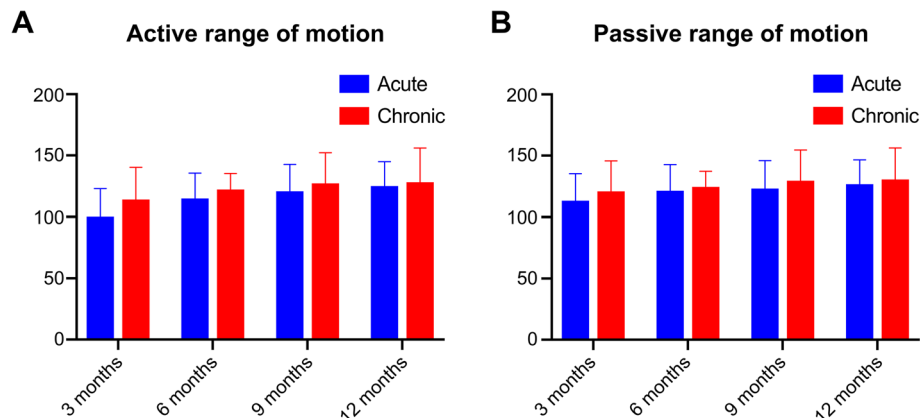 A
Active range of motion
Acute
Chronic
200
150
100
50
0
3 months
6 months
9 months
12 months
B
Passive range of motion
Acute
Chronic
200
150
100
50
0
3 months
6 months
9 months
12 months